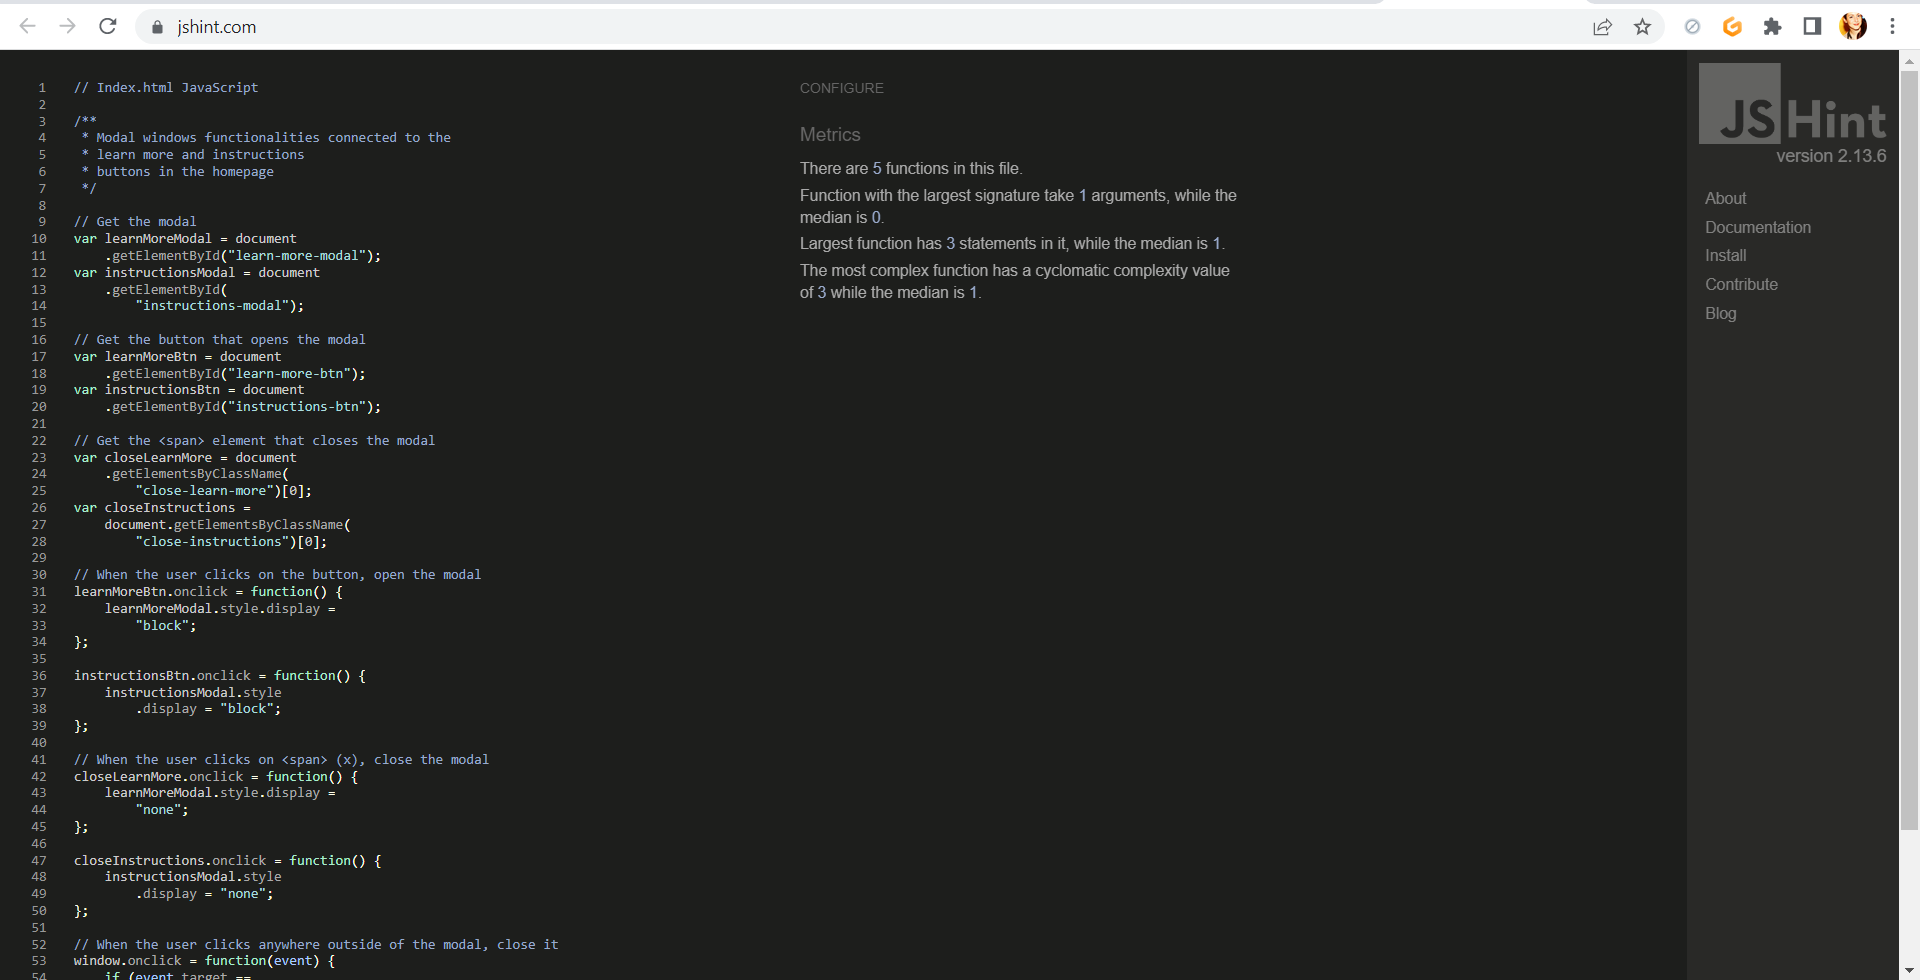 jshint.com
1 // Index.html JavaScript
2
3 /**
4 * Modal windows functionalities connected to the
5 * learn more and instructions
6 * buttons in the homepage
7 */
8
9 // Get the modal
10 var learnMoreModal = document
11 .getElementById("learn-more-modal");
12 var instructionsModal = document
13 .getElementById(
14 "instructions-modal");
15
16 // Get the button that opens the modal
17 var learnMoreBtn = document
18 .getElementById("learn-more-btn");
19 var instructionsBtn = document
20 .getElementById("instructions-btn");
21
22 // Get the <span> element that closes the modal
23 var closeLearnMore = document
24 .getElementsByClassName(
25 "close-learn-more")[0];
26 var closeInstructions =
27 document.getElementsByClassName(
28 "close-instructions")[0];
29
30 // When the user clicks on the button, open the modal
31 learnMoreBtn.onclick = function() {
32 learnMoreModal.style.display =
33 "block";
34 };
35
36 instructionsBtn.onclick = function() {
37 instructionsModal.style
38 .display = "block";
39 };
40
41 // When the user clicks on <span> (x), close the modal
42 closeLearnMore.onclick = function() {
43 learnMoreModal.style.display =
44 "none";
45 };
46
47 closeInstructions.onclick = function() {
48 instructionsModal.style
49 .display = "none";
50 };
51
52 // When the user clicks anywhere outside of the modal, close it
53 window.onclick = function(event) {
54 if (event.target ==
CONFIGURE
Metrics
There are 5 functions in this file.
Function with the largest signature take 1 arguments, while the
median is 0.
Largest function has 3 statements in it, while the median is 1.
The most complex function has a cyclomatic complexity value
of 3 while the median is 1.
JSHint
version 2.13.6
About
Documentation
Install
Contribute
Blog